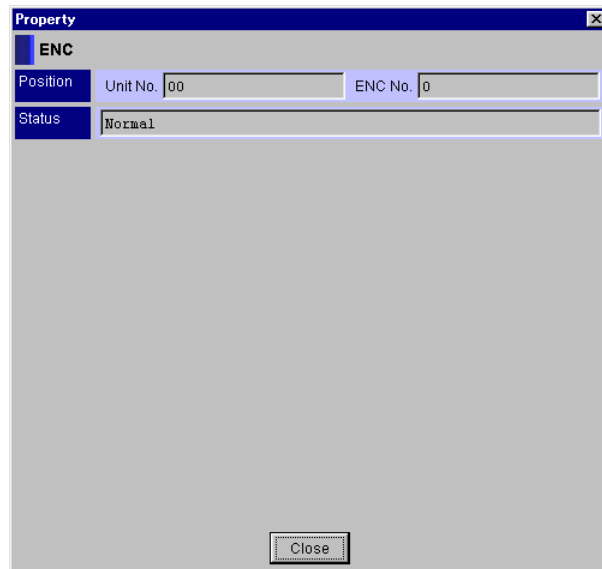 Property
ENC
Position Unit No. 00 ENC No. 0
Status Normal
Close